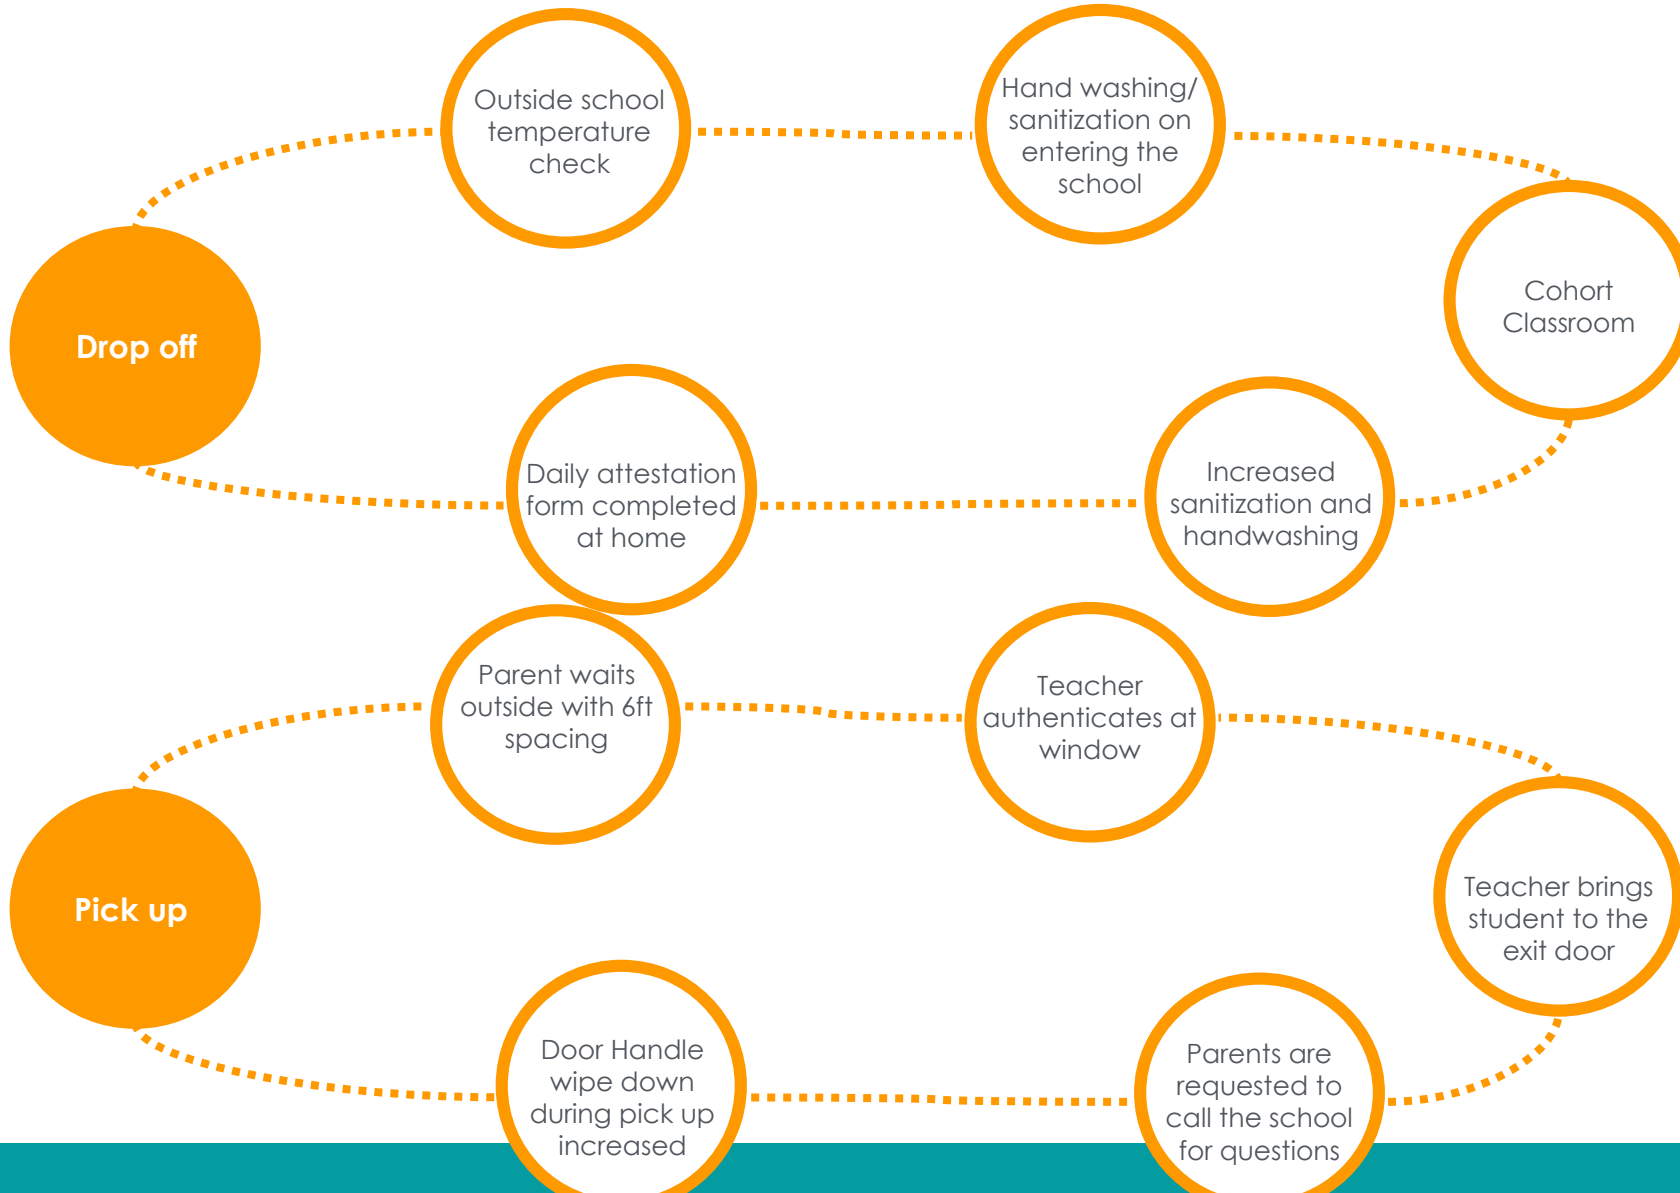 Outside school
temperature
check
Hand washing/
sanitization on
entering the
school
Cohort
Classroom
Drop off
Daily attestation
form completed
at home
Increased
sanitization and
handwashing
Parent waits
outside with 6ft
spacing
Teacher
authenticates at
window
Teacher brings
student to the
exit door
Pick up
Door Handle
wipe down
during pick up
increased
Parents are
requested to
call the school
for questions